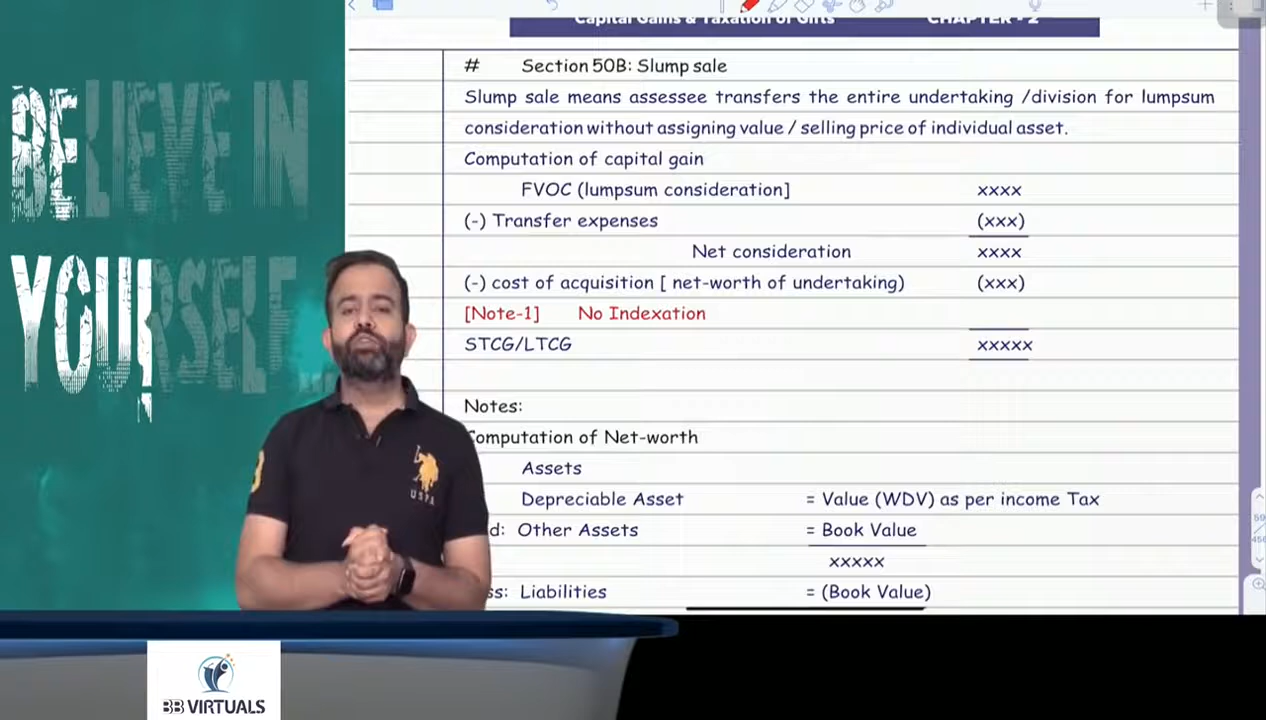 BELIEVE IN
YOURSELF
Capital Gains & Taxation of Gifts CHAPTER - 2
# Section 50B: Slump sale
Slump sale means assessee transfers the entire undertaking /division for lumpsum
consideration without assigning value / selling price of individual asset.
Computation of capital gain
FVOC (lumpsum consideration] xxxx
(-) Transfer expenses (xxx)
Net consideration xxxx
(-) cost of acquisition [ net-worth of undertaking) (xxx)
[Note-1] No Indexation
STCG/LTCG xxxxx
Notes:
Computation of Net-worth
Assets
Depreciable Asset = Value (WDV) as per income Tax
d: Other Assets = Book Value
xxxxx
ss: Liabilities = (Book Value)
3
USPA
BB VIRTUALS